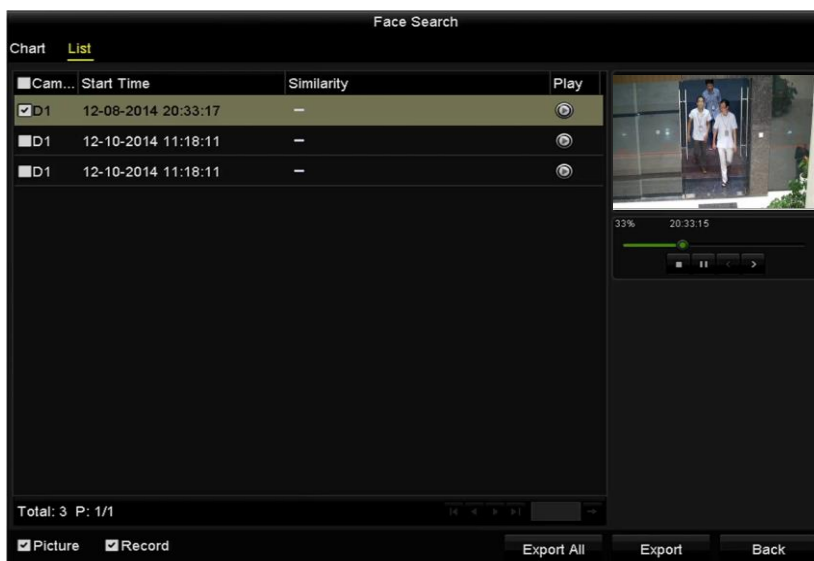 Face Search
Chart List
Cam... Start Time Similarity Play
D1 12-08-2014 20:33:17 –
D1 12-10-2014 11:18:11 –
D1 12-10-2014 11:18:11 –
33% 20:33:15
Total: 3 P: 1/1
Picture Record Export All Export Back